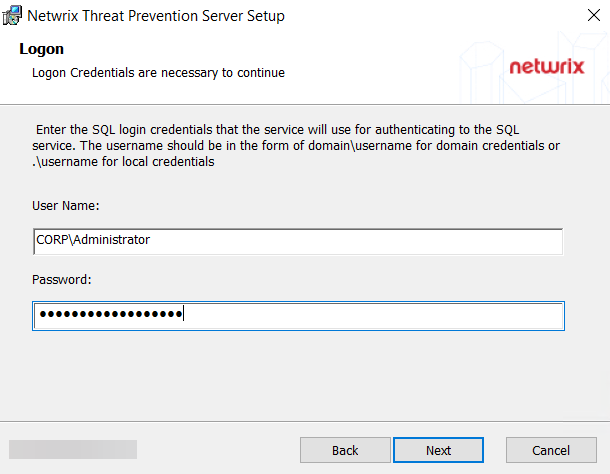 Netwrix Threat Prevention Server Setup
Logon
Logon Credentials are necessary to continue
netwrix
Enter the SQL login credentials that the service will use for authenticating to the SQL
service. The username should be in the form of domain\username for domain credentials or
.\username for local credentials
User Name:
CORP\Administrator
Password:
●●●●●●●●●●●●●●●●●●
Back Next Cancel